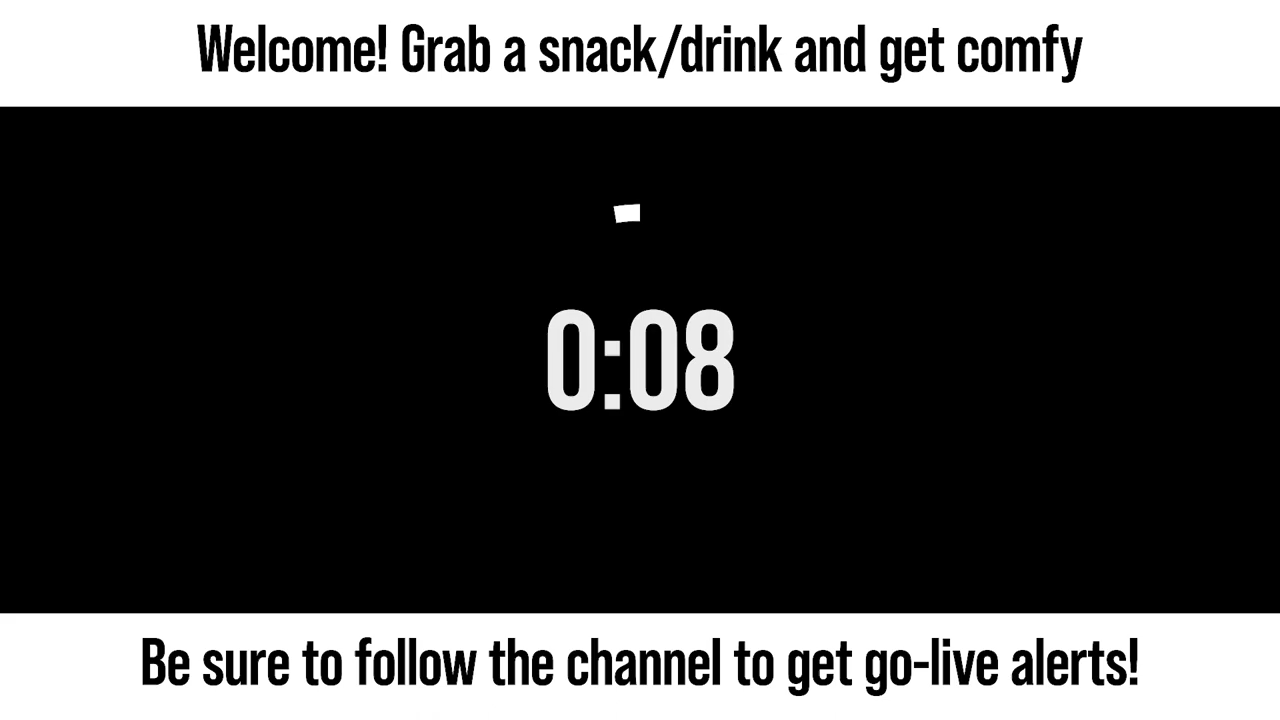 Welcome! Grab a snack/drink and get comfy
0:08
Be sure to follow the channel to get go-live alerts!